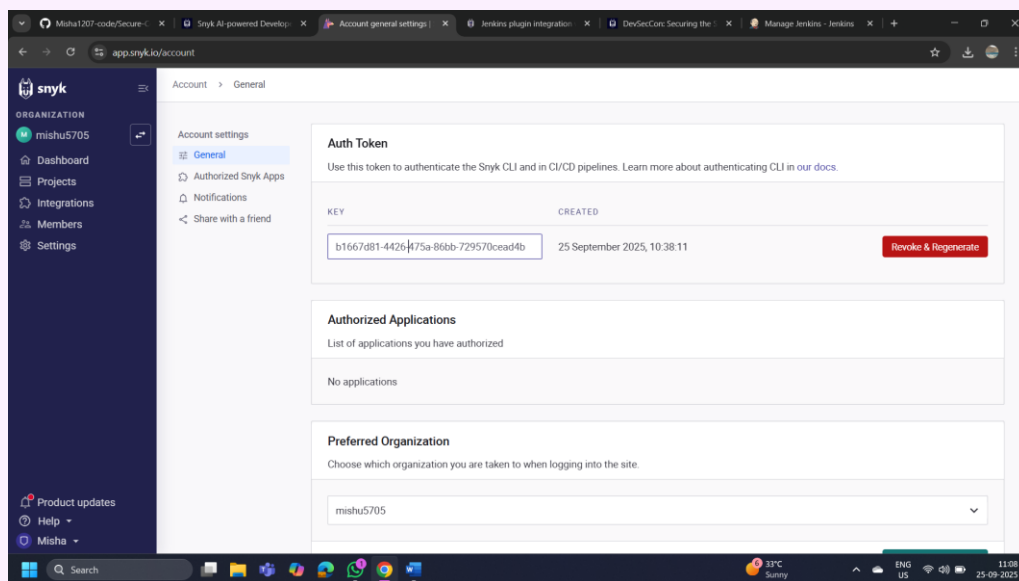 Misha1207-code/Secure-C
Snyk AI-powered Develop
Account general settings |
Jenkins plugin integration
DevSecCon: Securing the S
Manage Jenkins - Jenkins
app.snyk.io/account
snyk
Account > General
ORGANIZATION
mishu5705
Dashboard
Projects
Integrations
Members
Settings
Account settings
General
Authorized Snyk Apps
Notifications
Share with a friend
Auth Token
Use this token to authenticate the Snyk CLI and in CI/CD pipelines. Learn more about authenticating CLI in our docs.
KEY CREATED
b1667d81-4426-475a-86bb-729570cead4b 25 September 2025, 10:38:11 Revoke & Regenerate
Authorized Applications
List of applications you have authorized
No applications
Preferred Organization
Choose which organization you are taken to when logging into the site.
mishu5705
Product updates
Help
Misha
Search
33°C
Sunny
ENG
US
11:08
25-09-2025